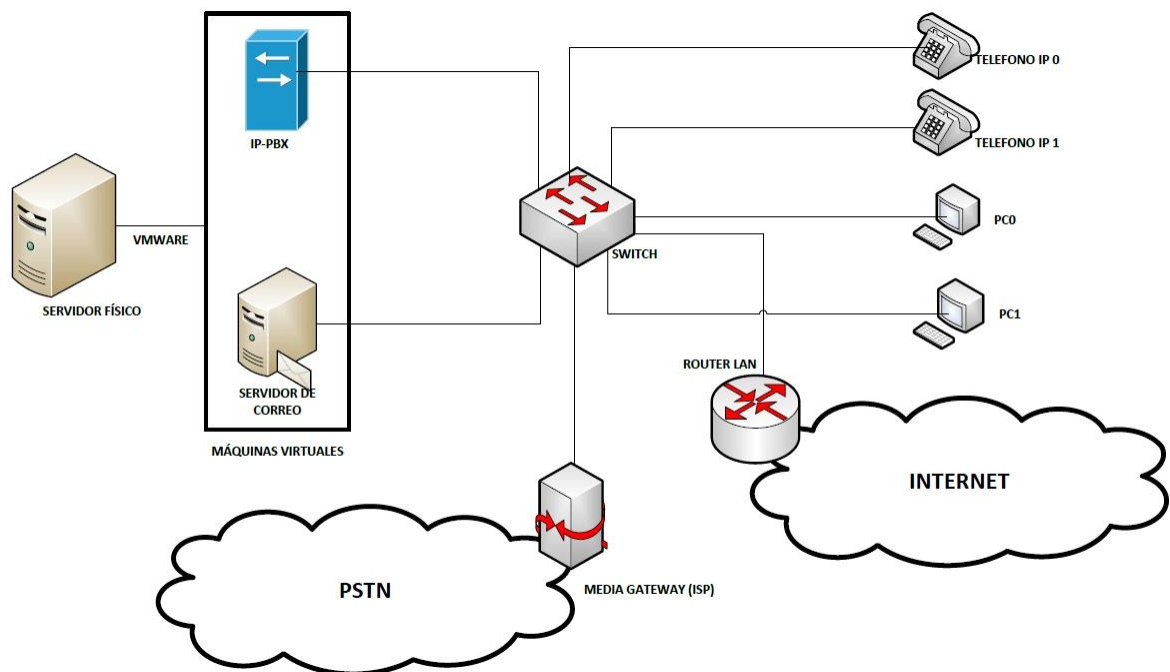 TELEFONO IP 0
IP-PBX
TELEFONO IP 1
PC0
VMWARE
SWITCH
SERVIDOR FÍSICO
PC1
ROUTER LAN
SERVIDOR DE
CORREO
MÁQUINAS VIRTUALES
INTERNET
PSTN
MEDIA GATEWAY (ISP)